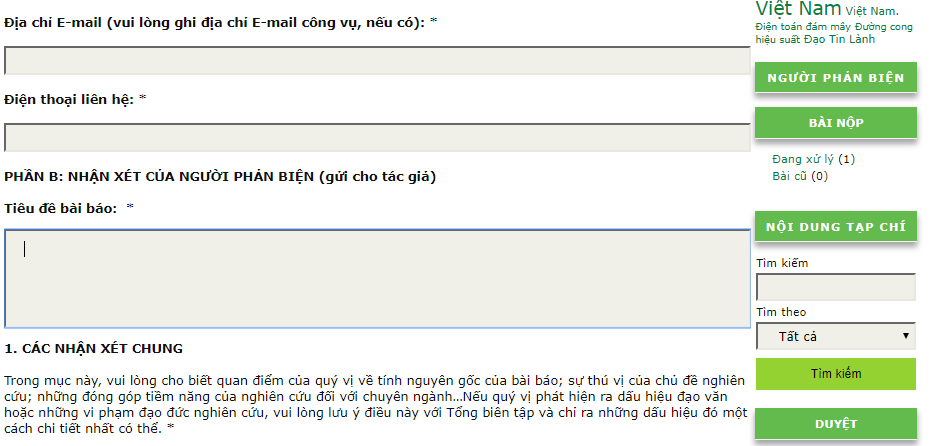 Địa chỉ E-mail (vui lòng ghi địa chỉ E-mail công vụ, nếu có): *
Điện thoại liên hệ: *
PHẦN B: NHẬN XÉT CỦA NGƯỜI PHẢN BIỆN (gửi cho tác giả)
Tiêu đề bài báo: *
1. CÁC NHẬN XÉT CHUNG
Trong mục này, vui lòng cho biết quan điểm của quý vị về tính nguyên gốc của bài báo; sự thú vị của chủ đề nghiên
cứu; những đóng góp tiềm năng của nghiên cứu đối với chuyên ngành...Nếu quý vị phát hiện ra dấu hiệu đạo văn
hoặc những vi phạm đạo đức nghiên cứu, vui lòng lưu ý điều này với Tổng biên tập và chỉ ra những dấu hiệu đó một
cách chi tiết nhất có thể. *
Việt Nam Việt Nam.
Điện toán đám mây Đường cong
hiệu suất Đạo Tin Lành
NGƯỜI PHẢN BIỆN
BÀI NỘP
Đang xử lý (1)
Bài cũ (0)
NỘI DUNG TẠP CHÍ
Tìm kiếm
Tìm theo
Tất cả
Tìm kiếm
DUYỆT